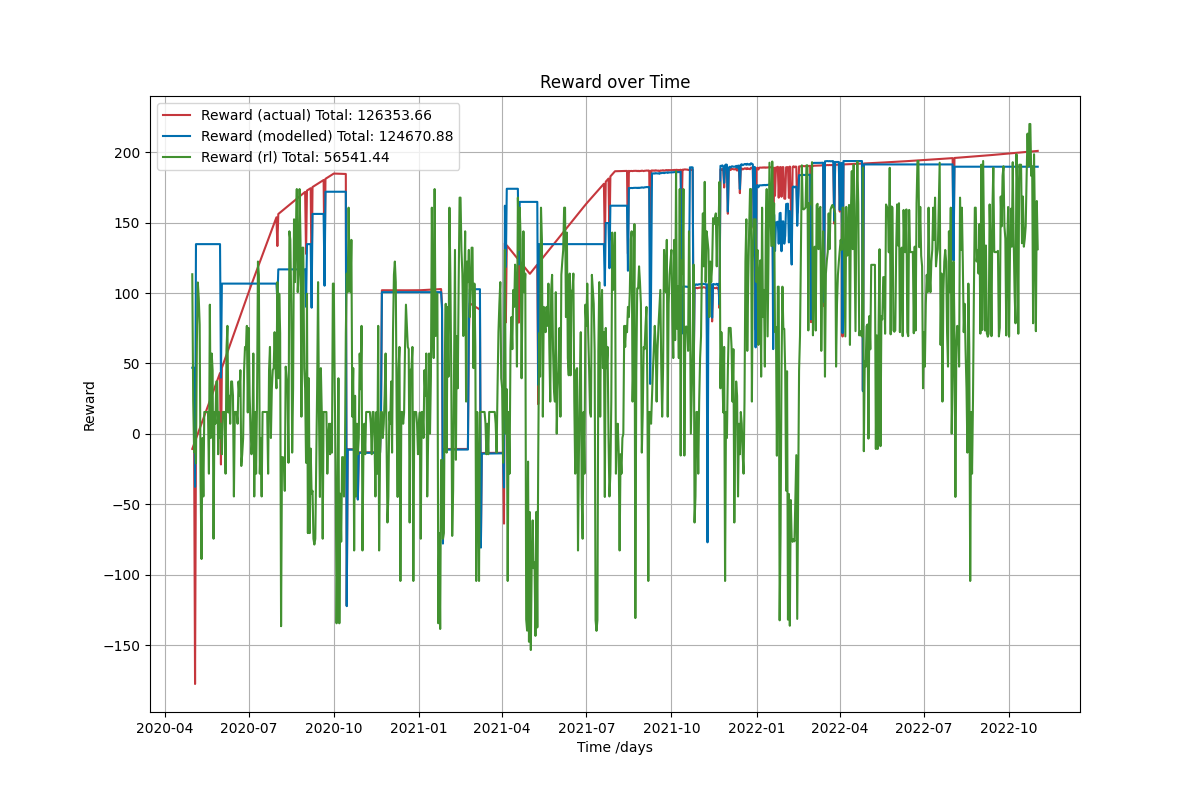 Reward over Time
Reward (actual) Total: 126353.66
Reward (modelled) Total: 124670.88
Reward (rl) Total: 56541.44
200
150
100
50
0
−50
−100
−150
Reward
2020-04 2020-07 2020-10 2021-01 2021-04 2021-07 2021-10 2022-01 2022-04 2022-07 2022-10
Time /days